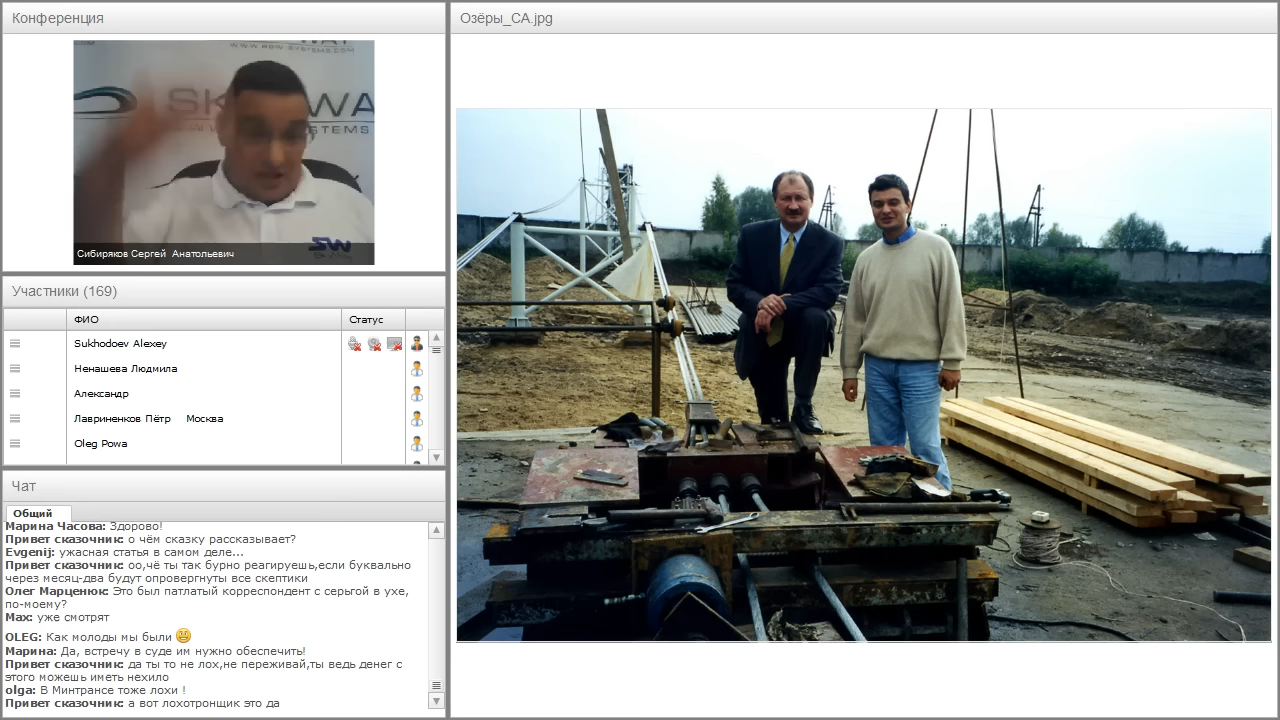 Конференция
WAY
WWW.RSW-SYSTEMS.COM
SKYWAY
Сибиряков Сергей Анатольевич
Участники (169)
ФИО Статус
Sukhodoev Alexey
Ненашева Людмила
Александр
Лавриненков Пётр Москва
Oleg Powa
Чат
Общий
Марина Часова: Здорово!
Привет сказочник: о чём сказку рассказывает?
Evgenij: ужасная статья в самом деле...
Привет сказочник: оо,чё ты так бурно реагируешь,если буквально
через месяц-два будут опровергнуты все скептики
Олег Марценюк: Это был патлатый корреспондент с серьгой в ухе,
по-моему?
Max: уже смотрят
OLEG: Как молоды мы были
Марина: Да, встречу в суде им нужно обеспечить!
Привет сказочник: да ты то не лох,не переживай,ты ведь денег с
этого можешь иметь нехило
olga: В Минтрансе тоже лохи !
Привет сказочник: а вот лохотронщик это да
Озёры_СА.jpg